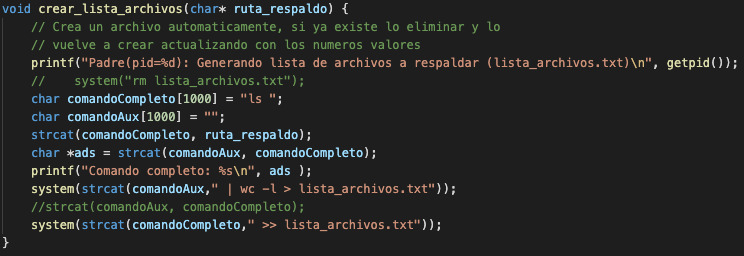 void crear_lista_archivos(char* ruta_respaldo) {
// Crea un archivo automaticamente, si ya existe lo eliminar y lo
// vuelve a crear actualizando con los numeros valores
printf("Padre(pid=%d): Generando lista de archivos a respaldar (lista_archivos.txt)\n", getpid());
//    system("rm lista_archivos.txt");
char comandoCompleto[1000] = "ls ";
char comandoAux[1000] = "";
strcat(comandoCompleto, ruta_respaldo);
char *ads = strcat(comandoAux, comandoCompleto);
printf("Comando completo: %s\n", ads );
system(strcat(comandoAux," | wc -l > lista_archivos.txt"));
//strcat(comandoAux, comandoCompleto);
system(strcat(comandoCompleto," >> lista_archivos.txt"));
}